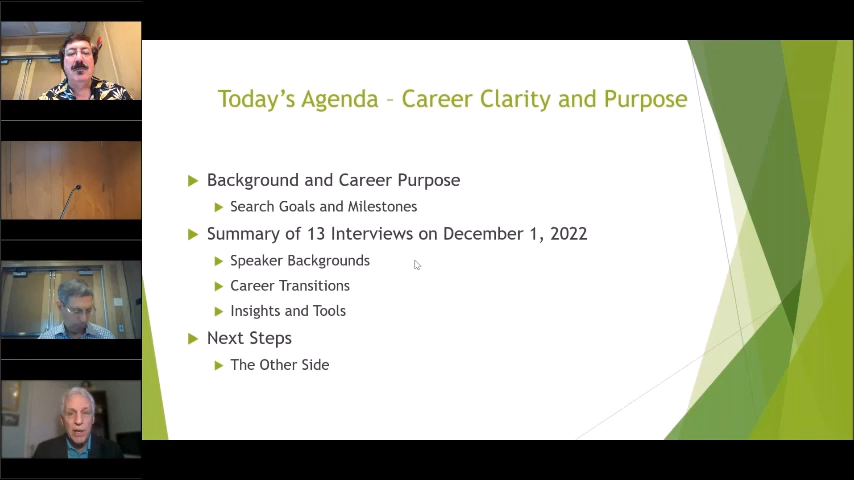 Today's Agenda – Career Clarity and Purpose
Background and Career Purpose
Search Goals and Milestones
Summary of 13 Interviews on December 1, 2022
Speaker Backgrounds
Career Transitions
Insights and Tools
Next Steps
The Other Side